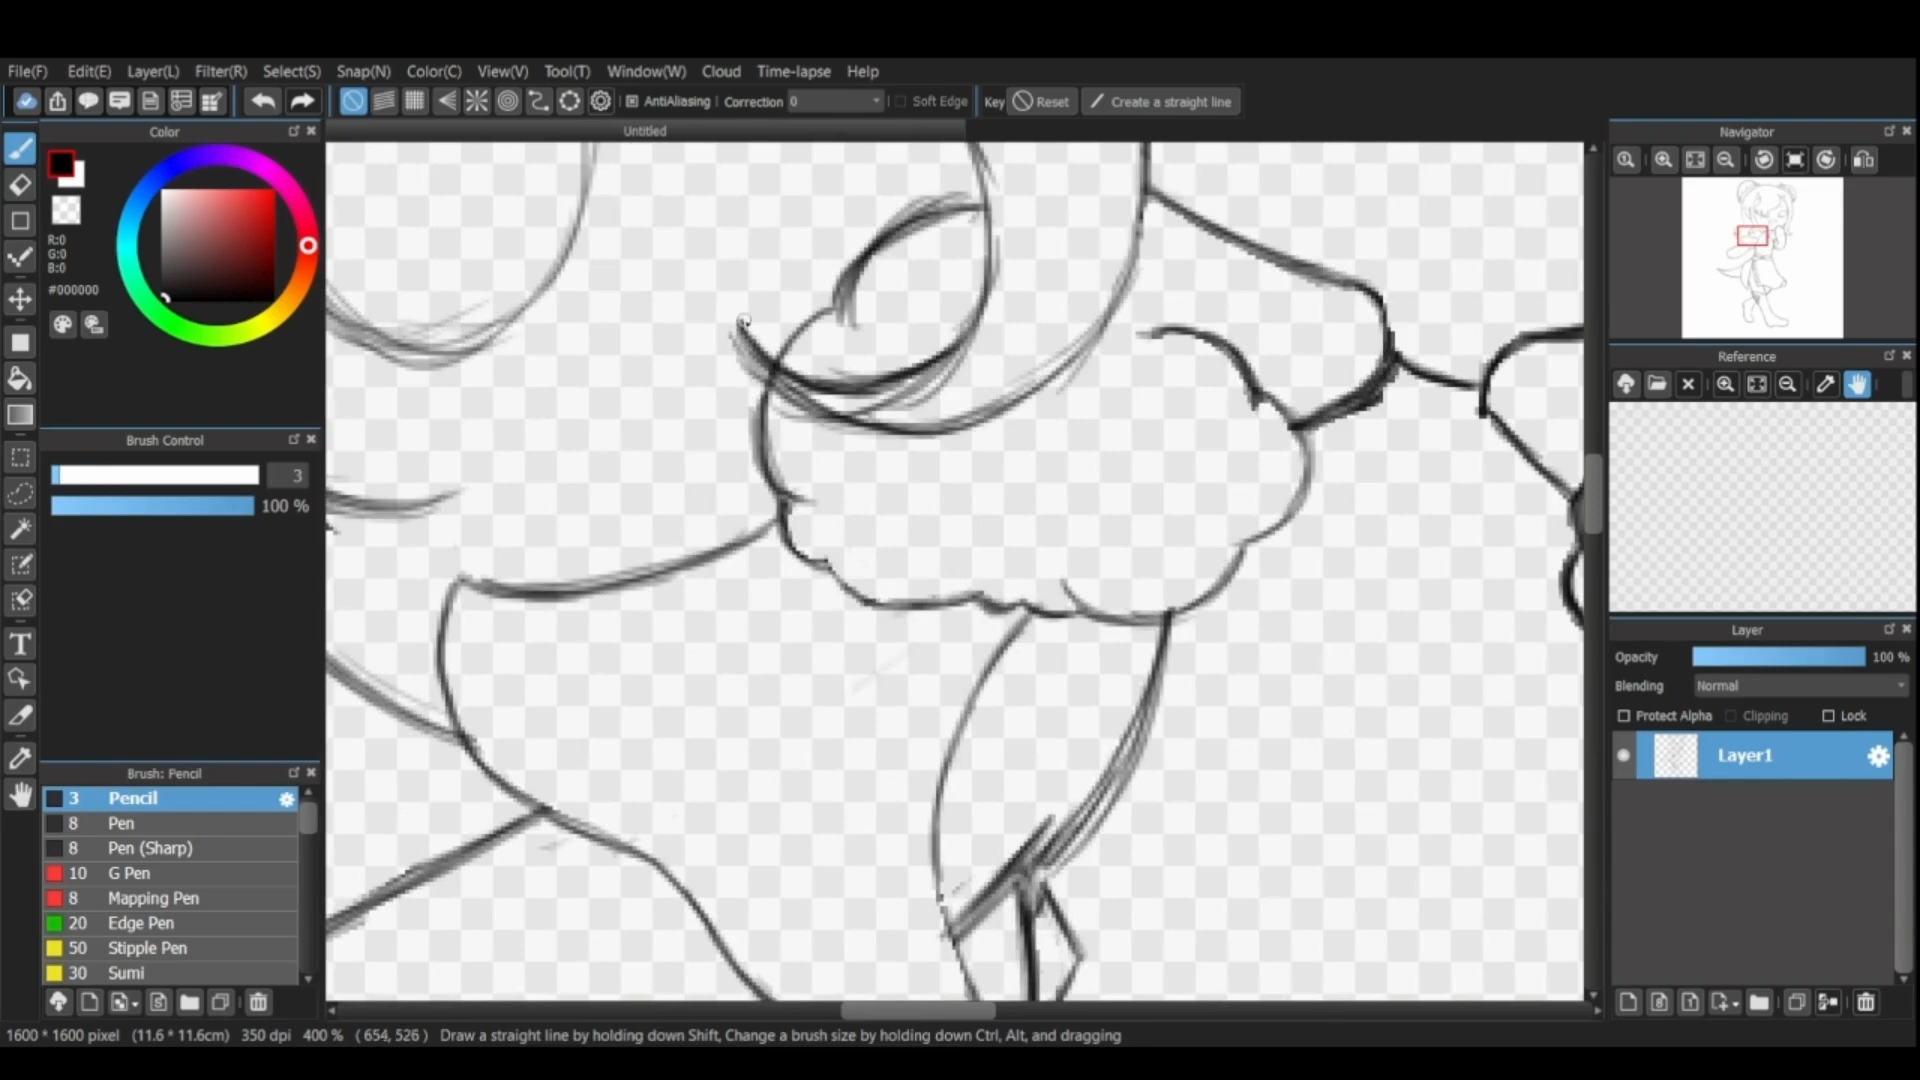 File(F) Edit(E) Layer(L) Filter(R) Select(S) Snap(N) Color(C) View(V) Tool(T) Window(W) Cloud Time-lapse Help
AntiAliasing Correction 0 Soft Edge Key Reset Create a straight line
Color
Untitled
Navigator
R:0
G:0
B:0
#000000
Reference
Brush Control
3
100 %
Layer
Opacity 100 %
Blending Normal
Protect Alpha Clipping Lock
Layer1
Brush: Pencil
3 Pencil
8 Pen
8 Pen (Sharp)
10 G Pen
8 Mapping Pen
20 Edge Pen
50 Stipple Pen
30 Sumi
1600 * 1600 pixel (11.6 * 11.6cm) 350 dpi 400 % ( 654, 526 ) Draw a straight line by holding down Shift, Change a brush size by holding down Ctrl, Alt, and dragging